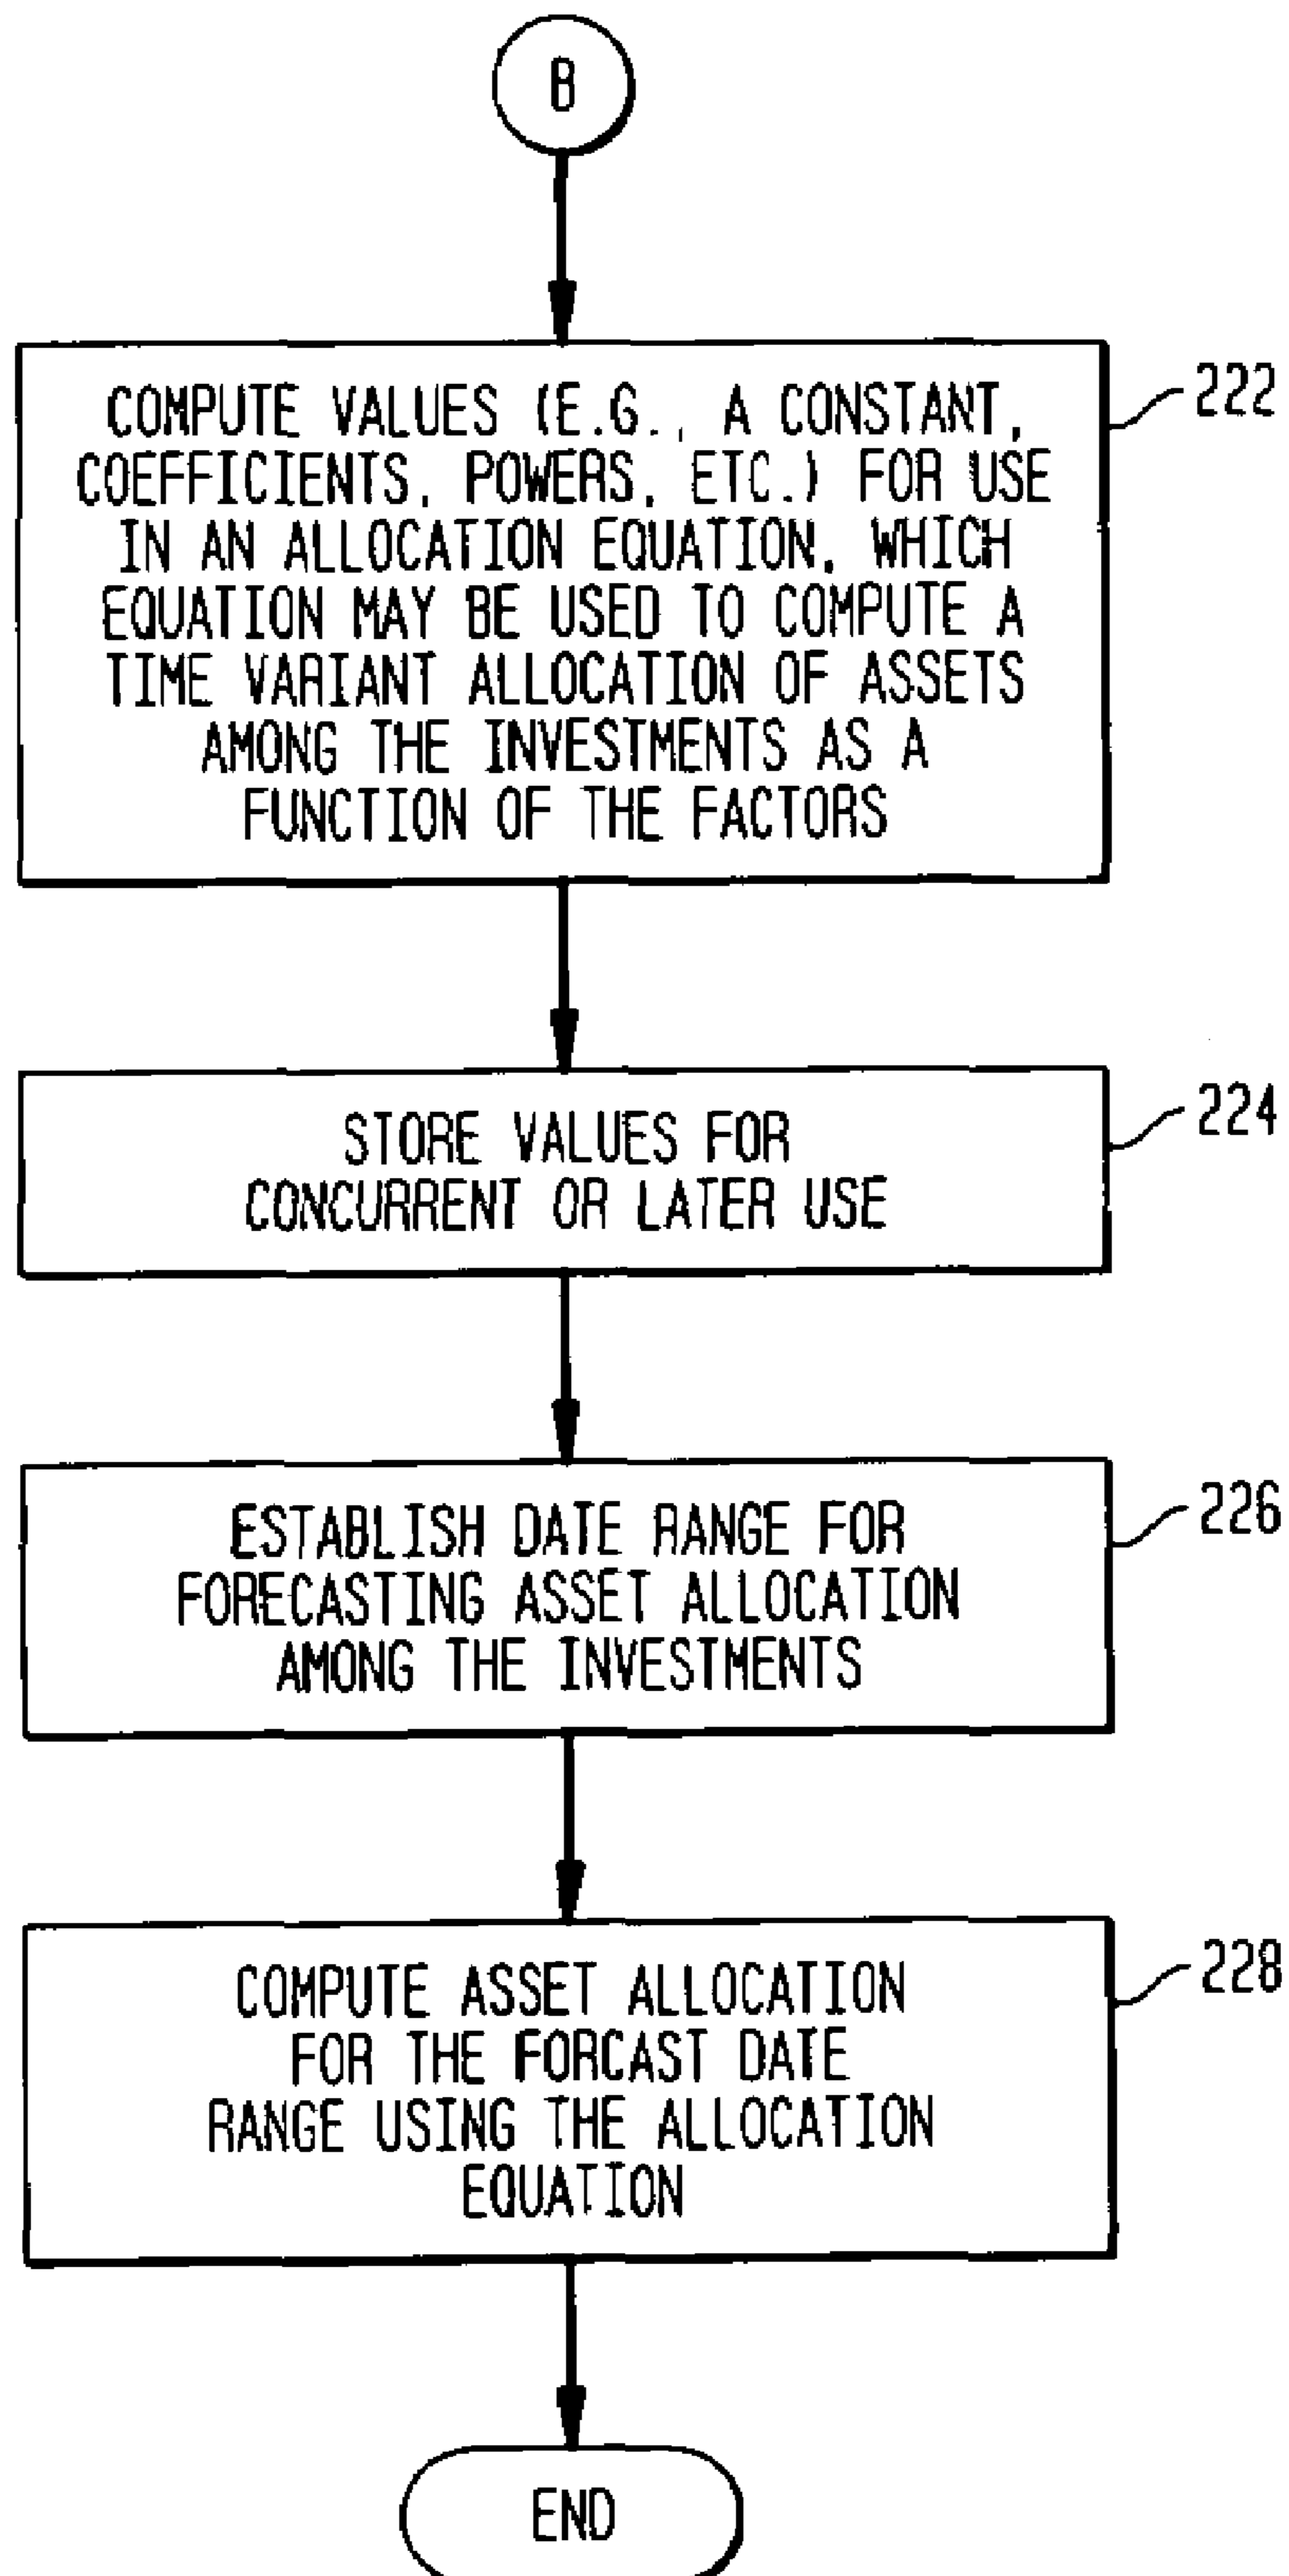 B
COMPUTE VALUES (E.G., A CONSTANT,
COEFFICIENTS, POWERS, ETC.) FOR USE
IN AN ALLOCATION EQUATION, WHICH
EQUATION MAY BE USED TO COMPUTE A
TIME VARIANT ALLOCATION OF ASSETS
AMONG THE INVESTMENTS AS A
FUNCTION OF THE FACTORS
222
STORE VALUES FOR
CONCURRENT OR LATER USE
224
ESTABLISH DATE RANGE FOR
FORECASTING ASSET ALLOCATION
AMONG THE INVESTMENTS
226
COMPUTE ASSET ALLOCATION
FOR THE FORCAST DATE
RANGE USING THE ALLOCATION
EQUATION
228
END